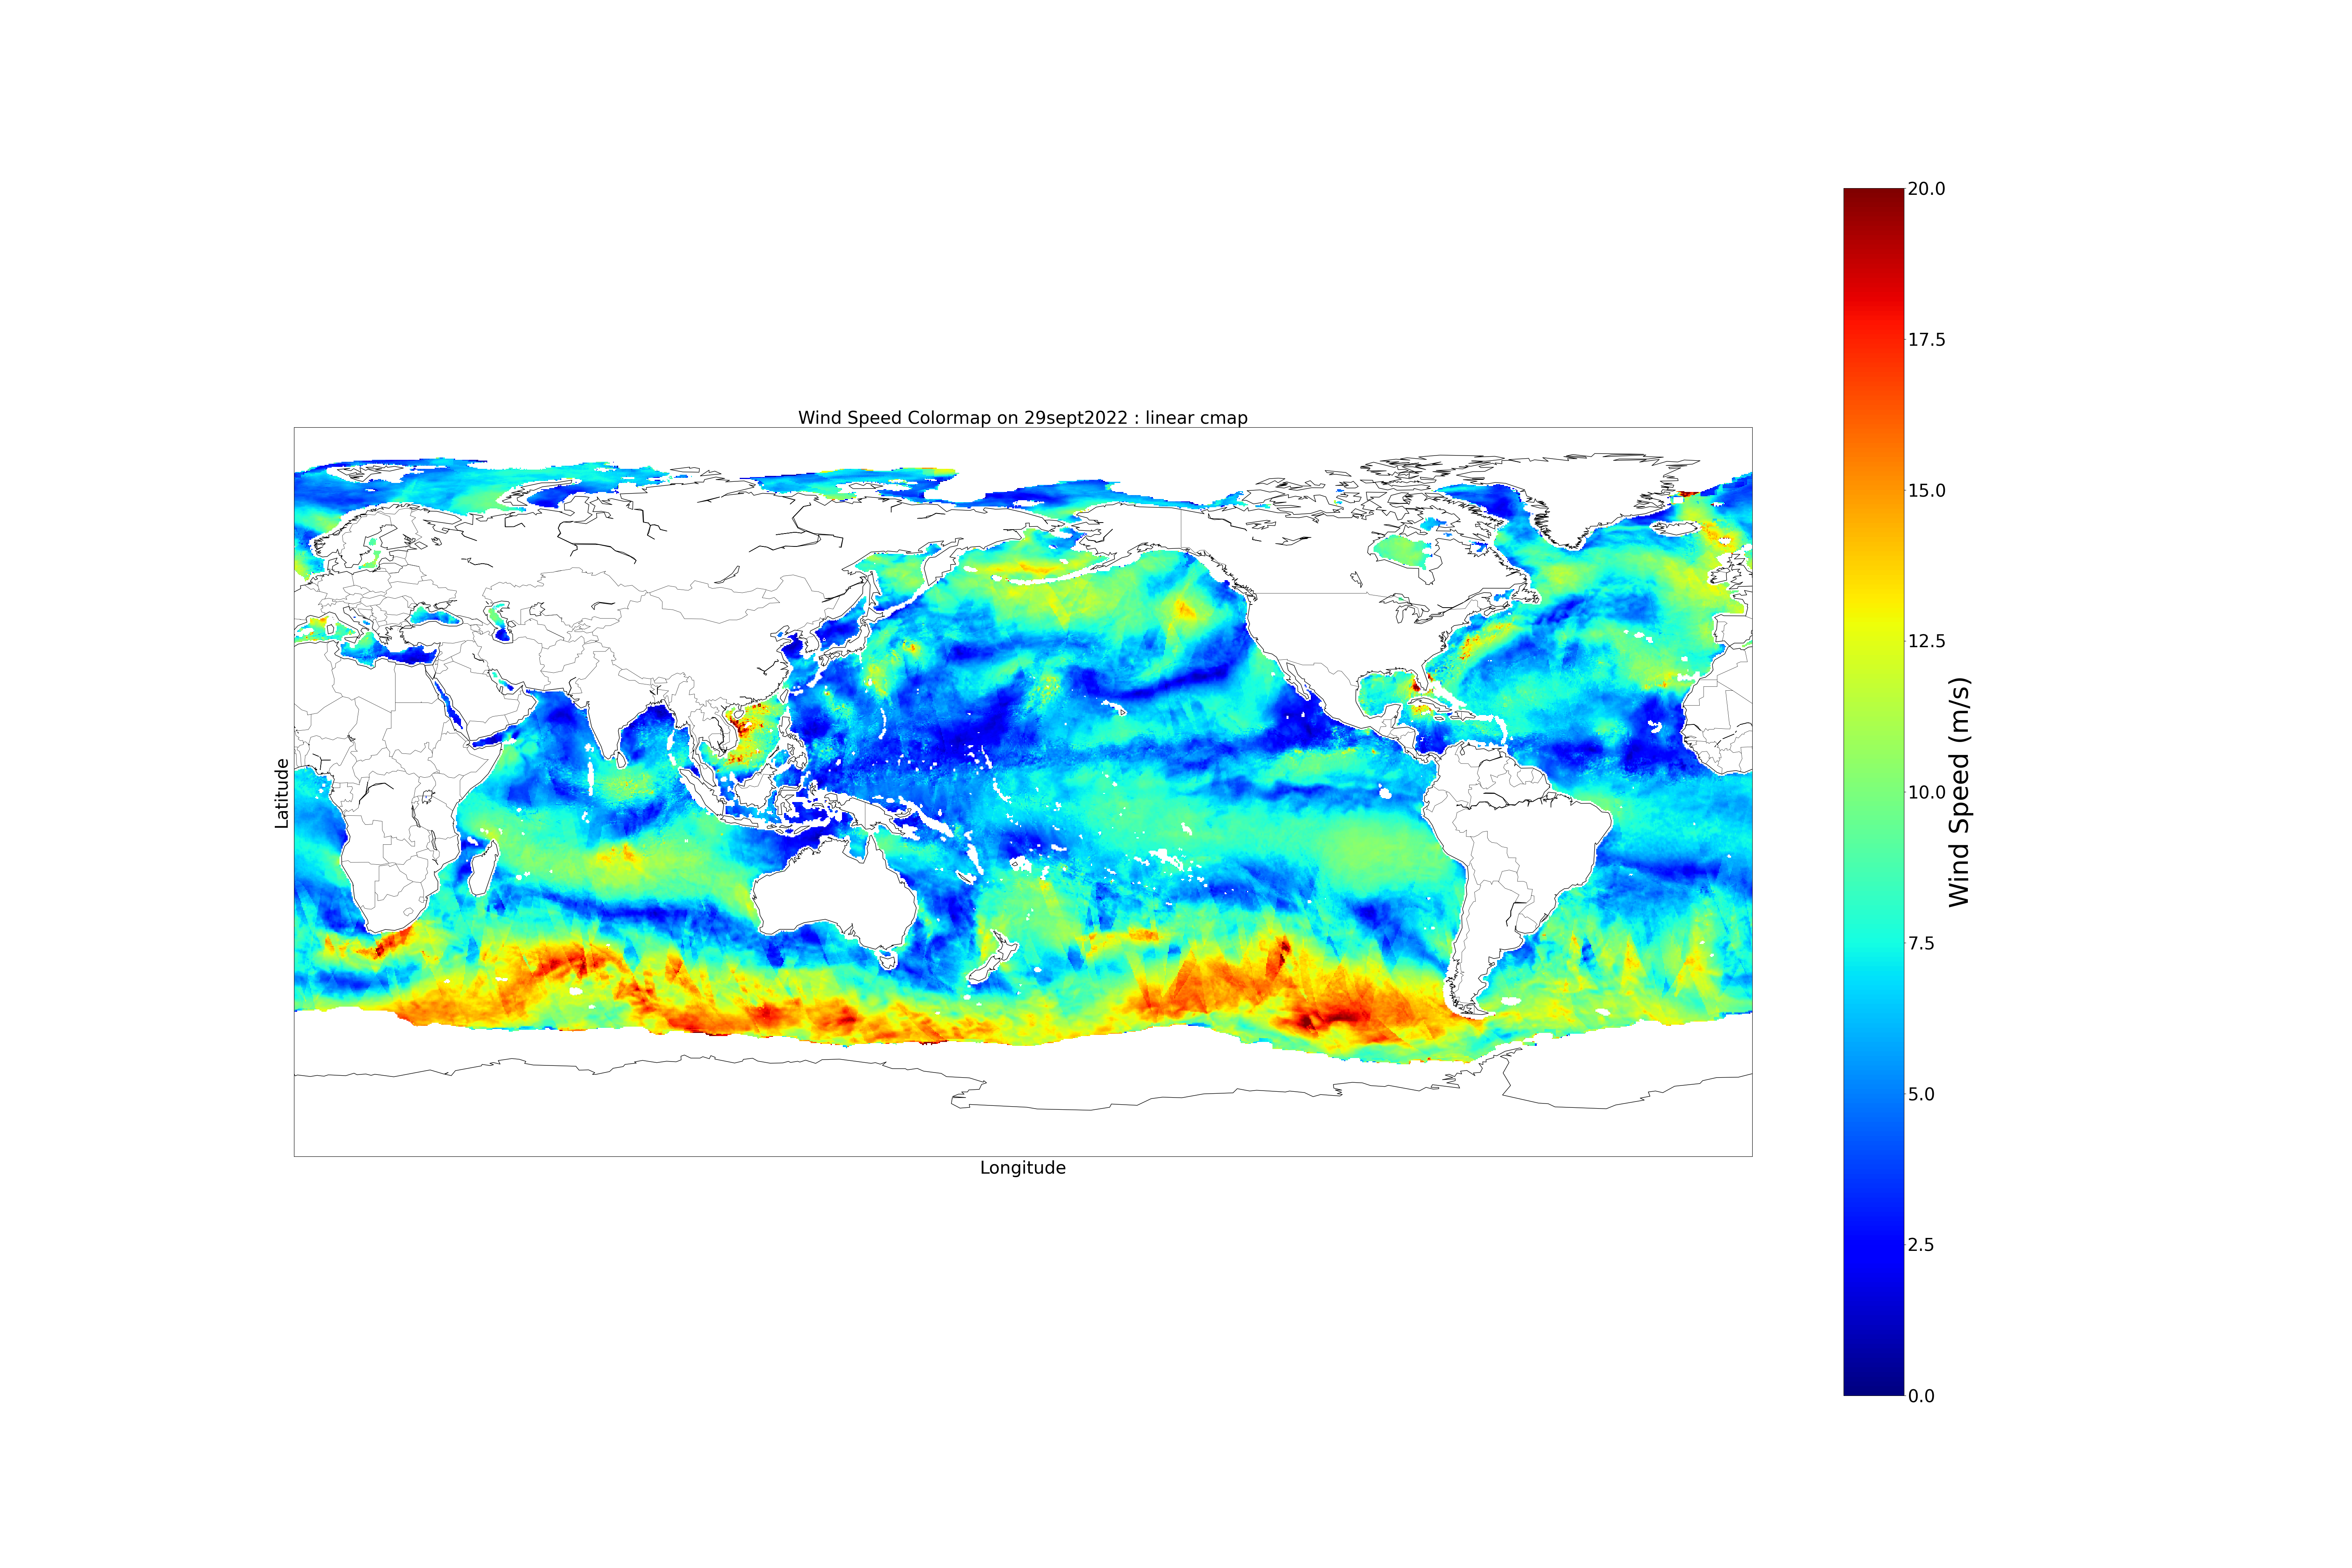 Wind Speed Colormap on 29sept2022 : linear cmap
Latitude
Longitude
20.0
17.5
15.0
12.5
10.0
7.5
5.0
2.5
0.0
Wind Speed (m/s)